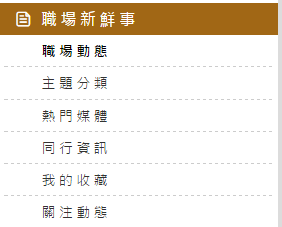 職場新鮮事
職場動態
主題分類
熱門媒體
同行資訊
我的收藏
關注動態